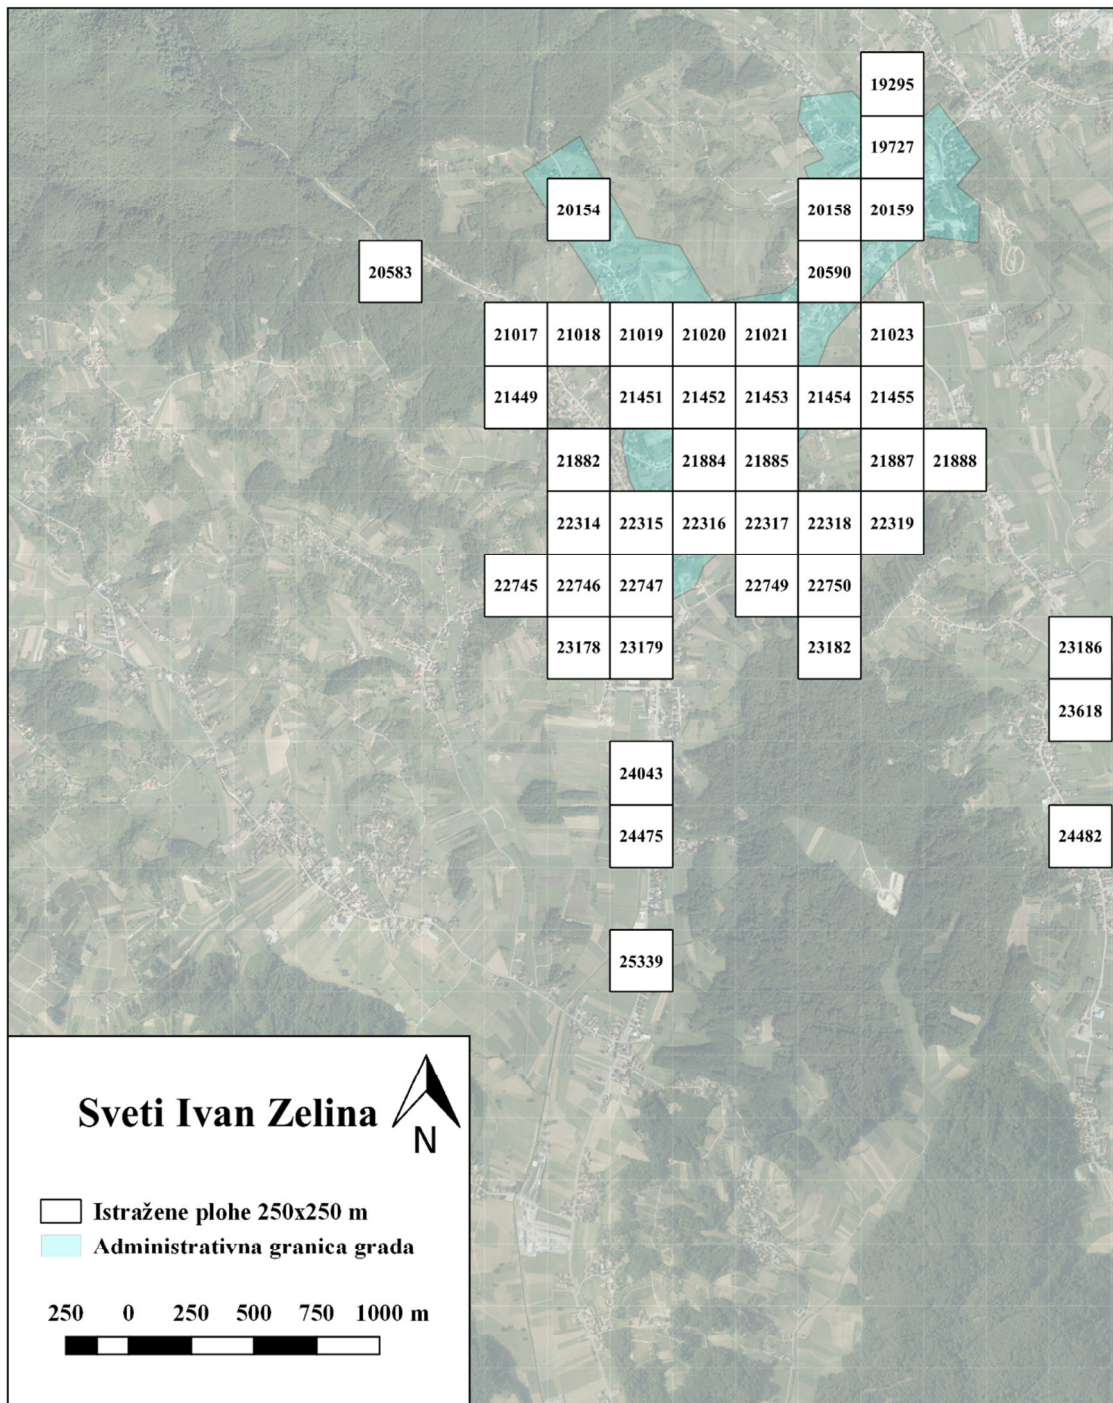 19295
19727
20154 20158 20159
20583 20590
21017 21018 21019 21020 21021 21023
21449 21451 21452 21453 21454 21455
21882 21884 21885 21887 21888
22314 22315 22316 22317 22318 22319
22745 22746 22747 22749 22750
23178 23179 23182 23186
23618
24043
24475 24482
25339
Sveti Ivan Zelina
N
Istražene plohe 250x250 m
Administrativna granica grada
250 0 250 500 750 1000 m